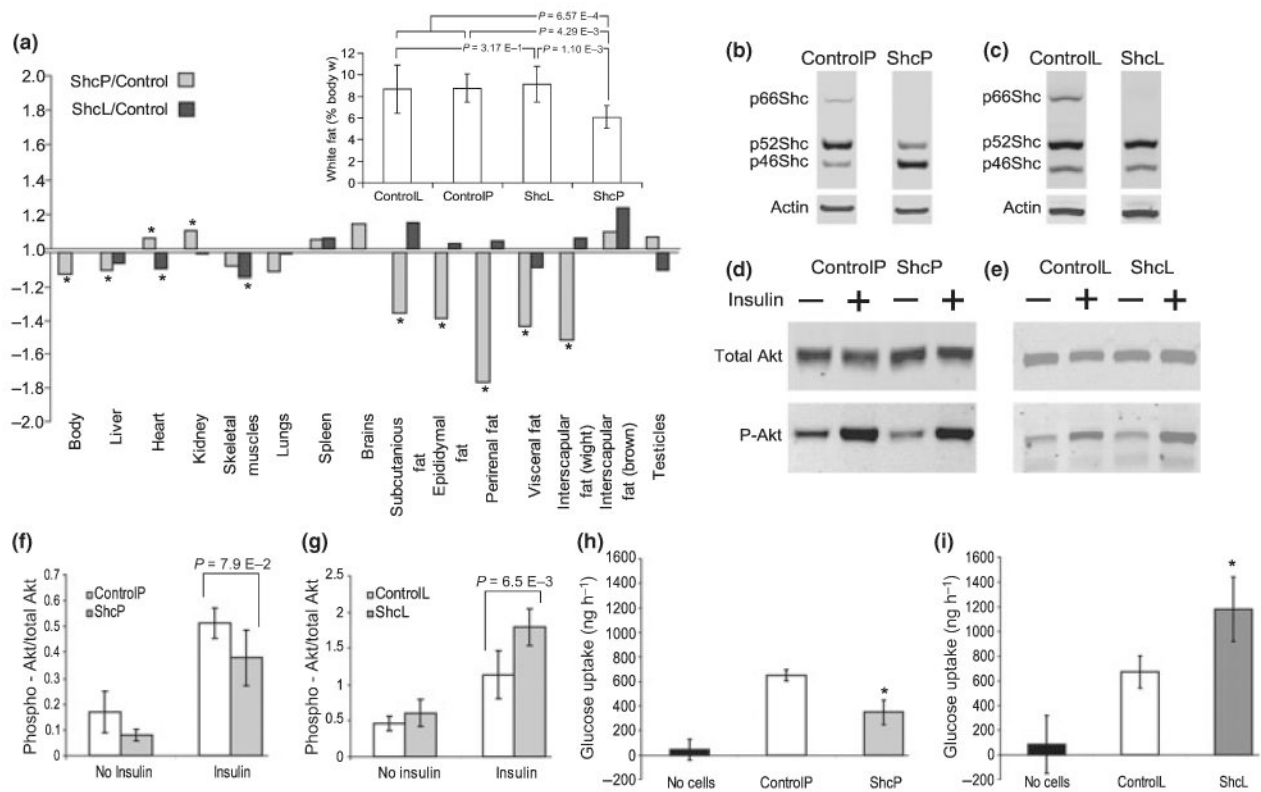 (a)
ShcP/Control
ShcL/Control
2.0
1.8
1.6
1.4
1.2
1.0
–1.2
–1.4
–1.6
–1.8
–2.0
* * * * * * * * * * *
Body
Liver
Heart
Kidney
Skeletal
muscles
Lungs
Spleen
Brains
Subcutanious
fat
Epididymal
fat
Perirenal fat
Visceral fat
Interscapular
fat (wight)
Interscapular
fat (brown)
Testicles
P = 6.57 E–4
P = 4.29 E–3
P = 3.17 E–1
P = 1.10 E–3
White fat (% body w)
12
10
8
6
4
2
0
ControlL ControlP ShcL ShcP
(b)
ControlP ShcP
p66Shc
p52Shc
p46Shc
Actin
(c)
ControlL ShcL
p66Shc
p52Shc
p46Shc
Actin
(d)
ControlP ShcP
Insulin — + — +
Total Akt
P-Akt
(e)
ControlL ShcL
— + — +
(f)
P = 7.9 E–2
ControlP
ShcP
Phospho - Akt/total Akt
0.7
0.6
0.5
0.4
0.3
0.2
0.1
0
No Insulin Insulin
(g)
P = 6.5 E–3
ControlL
ShcL
Phospho - Akt/total Akt
2.5
2
1.5
1
0.5
0
No insulin Insulin
(h)
Glucose uptake (ng h⁻¹)
1600
1400
1200
1000
800
600
400
200
0
–200
*
No cells ControlP ShcP
(i)
Glucose uptake (ng h⁻¹)
1600
1400
1200
1000
800
600
400
200
0
–200
*
No cells ControlL ShcL